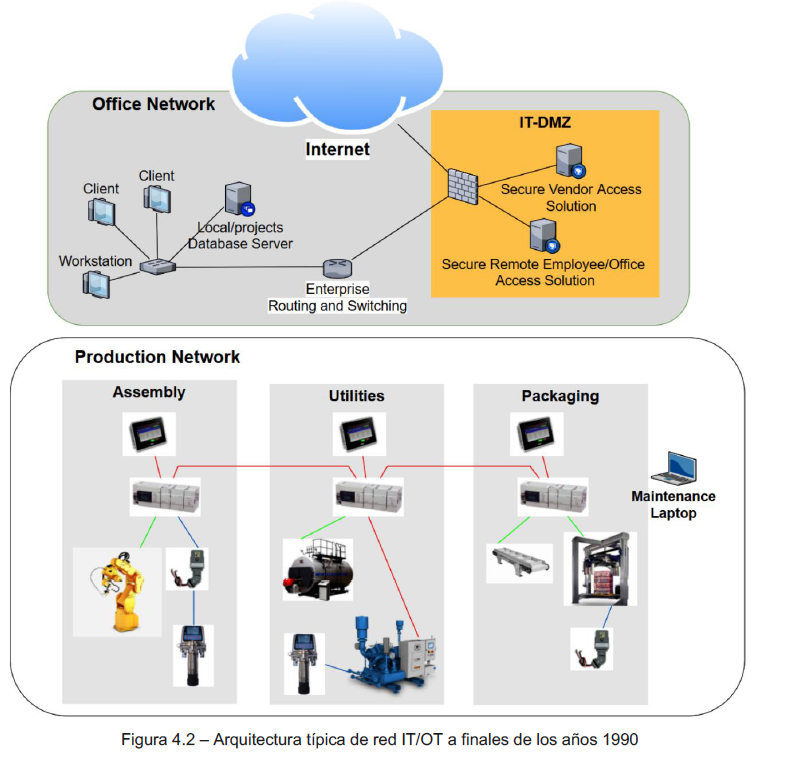 Office Network
Internet
IT-DMZ
Secure Vendor Access
Solution
Secure Remote Employee/Office
Access Solution
Client
Client
Local/projects
Database Server
Workstation
Enterprise
Routing and Switching
Production Network
Assembly
Utilities
Packaging
Maintenance
Laptop
Figura 4.2 – Arquitectura típica de red IT/OT a finales de los años 1990